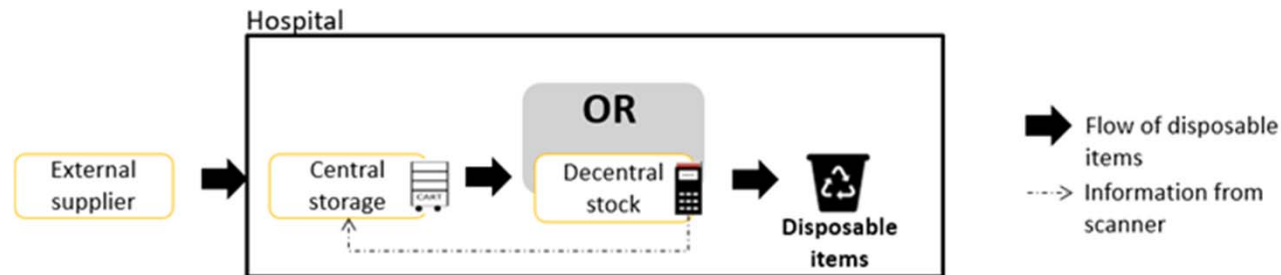 Hospital
OR
External
supplier
Central
storage
CART
Decentral
stock
Disposable
items
Flow of disposable
items
Information from
scanner